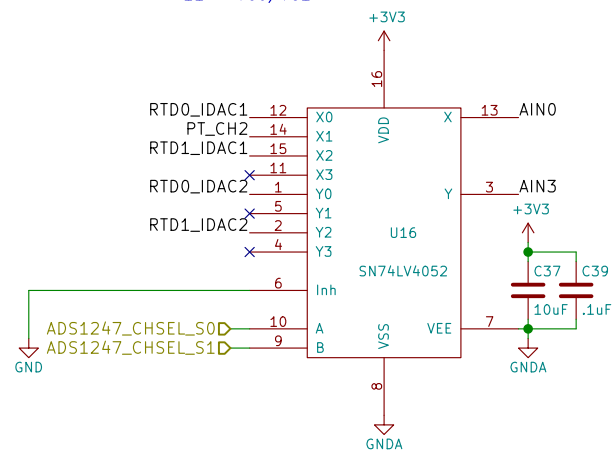 +3V3
16
VDD
RTD0_IDAC1 12 X0
PT_CH2 14 X1
RTD1_IDAC1 15 X2
11 X3
RTD0_IDAC2 1 Y0
5 Y1
RTD1_IDAC2 2 Y2
4 Y3
X 13 AIN0
Y 3 AIN3
+3V3
U16
SN74LV4052
C37
C39
10uF
.1uF
6 Inh
ADS1247_CHSEL_S0 10 A
ADS1247_CHSEL_S1 9 B
VEE 7
VSS
8
GND
GNDA
GNDA